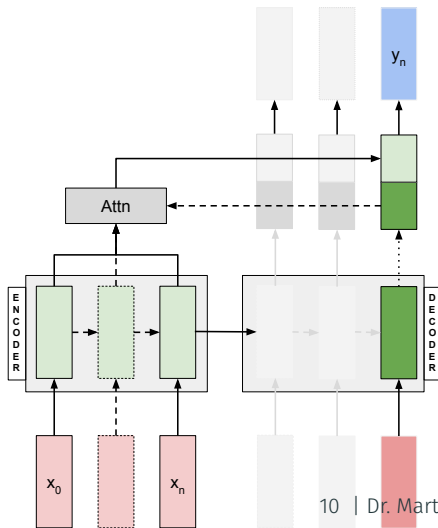 yn
Attn
ENCODER
DECODER
x0
xn
10 | Dr. Mart